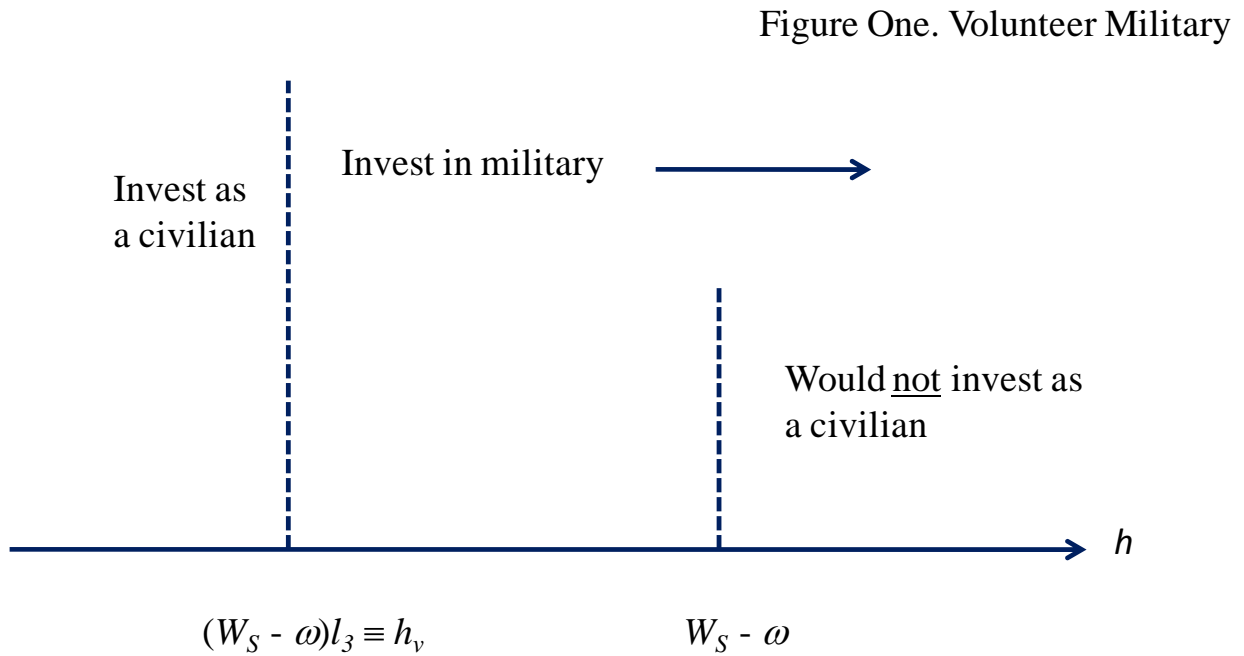 Figure One. Volunteer Military
Invest in military
Invest as
a civilian
Would not invest as
a civilian
h
(W_S - ω)l_3 ≡ h_v
W_S - ω